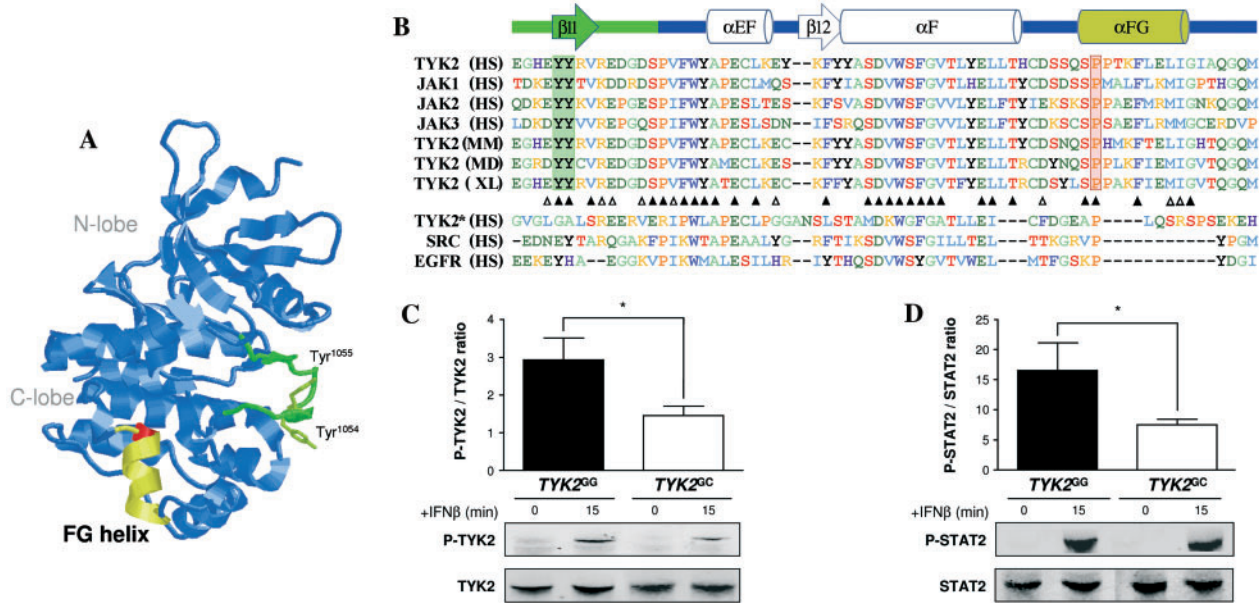 A
N-lobe
C-lobe
Tyr1055
Tyr1054
FG helix
B
β11 αEF β12 αF αFG
TYK2 (HS) EGHEYYRVREDGDSPVFWYAPECLKEY--KFYYASDVWSFGVTLYELLTHCDSSQSPPTKFLELIGIAQGQM
JAK1 (HS) TDKEYYTVKDDRDSPVFWYAPECLMQS--KFYIASDVWSFGVTLHELLTYCDSDSSPMALFLKMIGPTHGQM
JAK2 (HS) QDKEYYKVKEPGESPIFWYAPESLTES--KFSVASDVWSFGVVLYELFTYIEKSKSPPAEFMRMIGNKQGQM
JAK3 (HS) LDKDYYVVREPGQSPIFWYAPESLSDN--IFSRQSDVWSFGVVLYELFTYCDKSCSPSAEFLRMMGCERDVP
TYK2 (MM) EGHEYYRVREDGDSPVFWYAPECLKEC--KFYYASDVWSFGVTLYELLTYCDSNQSPHMKFTELIGHTQGQM
TYK2 (MD) EGRDYYCVREDGDSPVFWYAPECLKEC--KFYYASDVWSFGVTLYELLTRCDYNQSPPLKFIEMIGVTQGQM
TYK2 (XL) EGHEYYRVREDGDSPVFWYATECLKEC--KFFYASDVWSFGVTFYELLTRCDSYLSPPAKFIEMIGVTQGQM
TYK2* (HS) GVGLGALSREERVERIPWLAPECLPGGANSLSTAMDKWGFGATLLEI---CFDGEAP----LQSRSPSEKEH
SRC (HS) -EDNEYTARQGAKFPIKWTAPEAALYG--RFTIKSDVWSFGILLTEL---TTKGRVP-----------YPGM
EGFR (HS) EEKEYHA--EGGKVPIKWMALESILHR--IYTHQSDVWSYGVTVWEL---MTFGSKP-----------YDGI
C
P-TYK2 / TYK2 ratio
4
3
2
1
0
*
TYK2GG TYK2GC
+IFNβ (min) 0 15 0 15
P-TYK2
TYK2
D
P-STAT2 / STAT2 ratio
25
20
15
10
5
0
*
TYK2GG TYK2GC
+IFNβ (min) 0 15 0 15
P-STAT2
STAT2